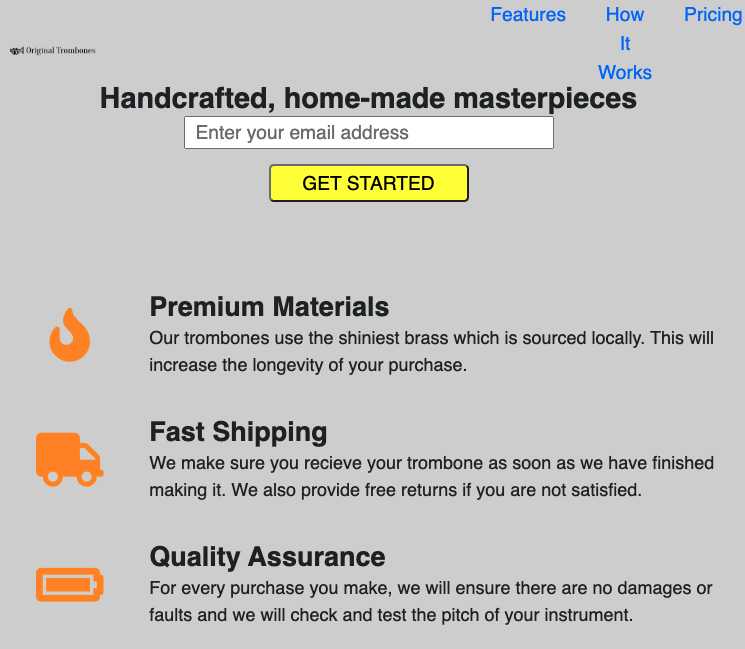 Features
How
It
Works
Pricing
Original Trombones
Handcrafted, home-made masterpieces
Enter your email address
GET STARTED
Premium Materials
Our trombones use the shiniest brass which is sourced locally. This will
increase the longevity of your purchase.
Fast Shipping
We make sure you recieve your trombone as soon as we have finished
making it. We also provide free returns if you are not satisfied.
Quality Assurance
For every purchase you make, we will ensure there are no damages or
faults and we will check and test the pitch of your instrument.